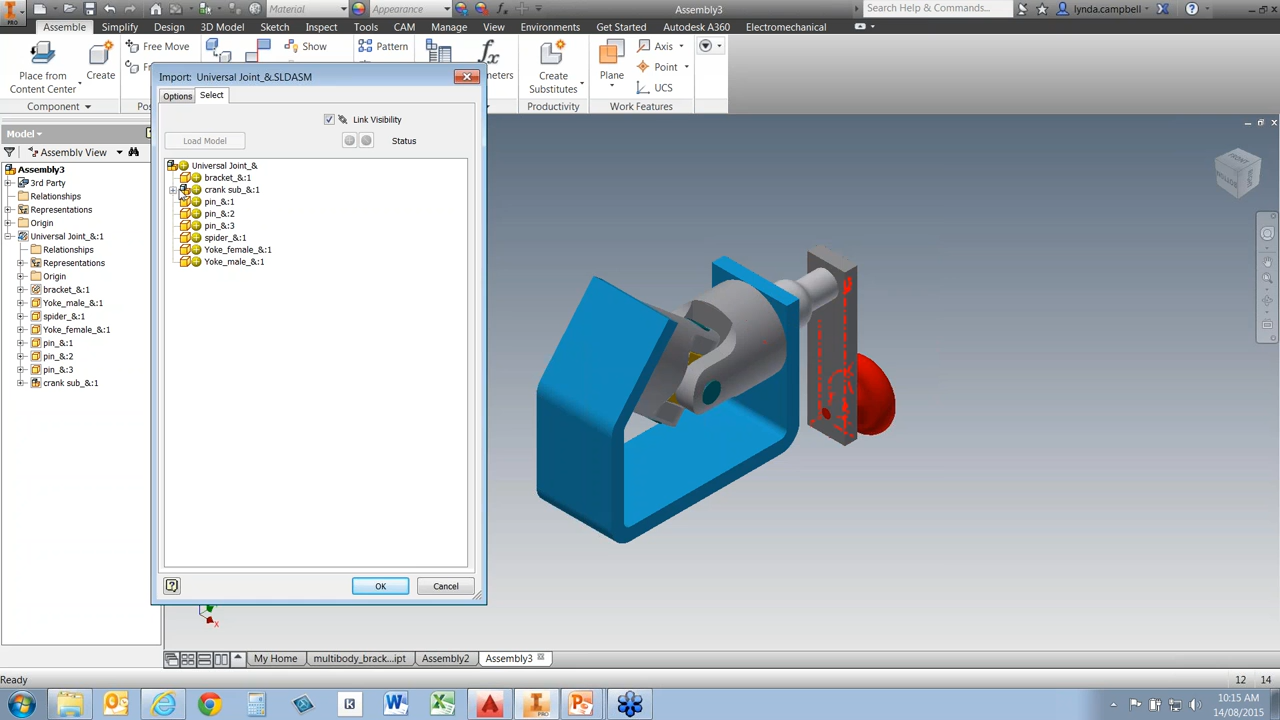 Material
Appearance
Assembly3
Search Help & Commands.
lynda.campbell
PRO
Assemble
Simplify
Design
3D Model
Sketch
Inspect
Tools
CAM
Manage
View
Environments
Get Started
Autodesk A360
Electromechanical
Place from
Content Center
Create
Free Move
Show
Pattern
Create
Substitutes
Plane
Axis
Point
UCS
Component
Productivity
Work Features
Import: Universal Joint_&.SLDASM
Options
Select
Link Visibility
Load Model
Status
Universal Joint_&
bracket_&:1
crank sub_&:1
pin_&:1
pin_&:2
pin_&:3
spider_&:1
Yoke_female_&:1
Yoke_male_&:1
OK
Cancel
Model
Assembly View
Assembly3
3rd Party
Relationships
Representations
Origin
Universal Joint_&:1
Relationships
Representations
Origin
bracket_&:1
Yoke_male_&:1
spider_&:1
Yoke_female_&:1
pin_&:1
pin_&:2
pin_&:3
crank sub_&:1
X
My Home
multibody_brack...ipt
Assembly2
Assembly3
Ready
12
14
10:15 AM
14/08/2015